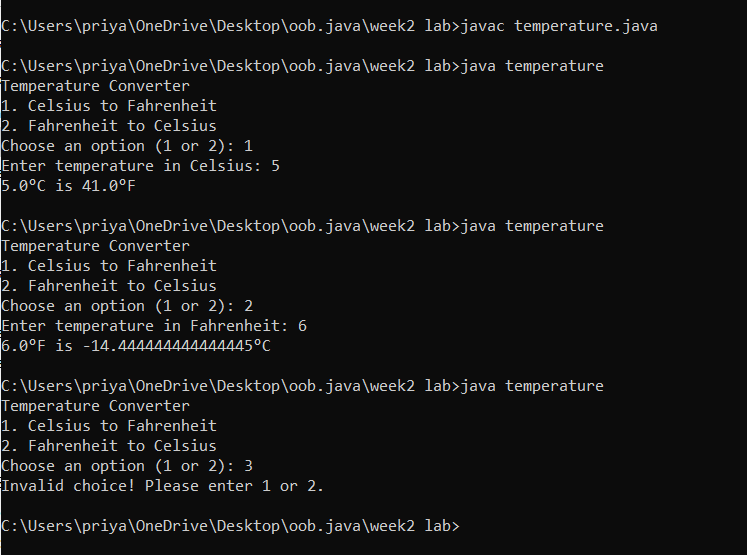 C:\Users\priya\OneDrive\Desktop\oob.java\week2 lab>javac temperature.java
C:\Users\priya\OneDrive\Desktop\oob.java\week2 lab>java temperature
Temperature Converter
1. Celsius to Fahrenheit
2. Fahrenheit to Celsius
Choose an option (1 or 2): 1
Enter temperature in Celsius: 5
5.0°C is 41.0°F
C:\Users\priya\OneDrive\Desktop\oob.java\week2 lab>java temperature
Temperature Converter
1. Celsius to Fahrenheit
2. Fahrenheit to Celsius
Choose an option (1 or 2): 2
Enter temperature in Fahrenheit: 6
6.0°F is -14.444444444444445°C
C:\Users\priya\OneDrive\Desktop\oob.java\week2 lab>java temperature
Temperature Converter
1. Celsius to Fahrenheit
2. Fahrenheit to Celsius
Choose an option (1 or 2): 3
Invalid choice! Please enter 1 or 2.
C:\Users\priya\OneDrive\Desktop\oob.java\week2 lab>